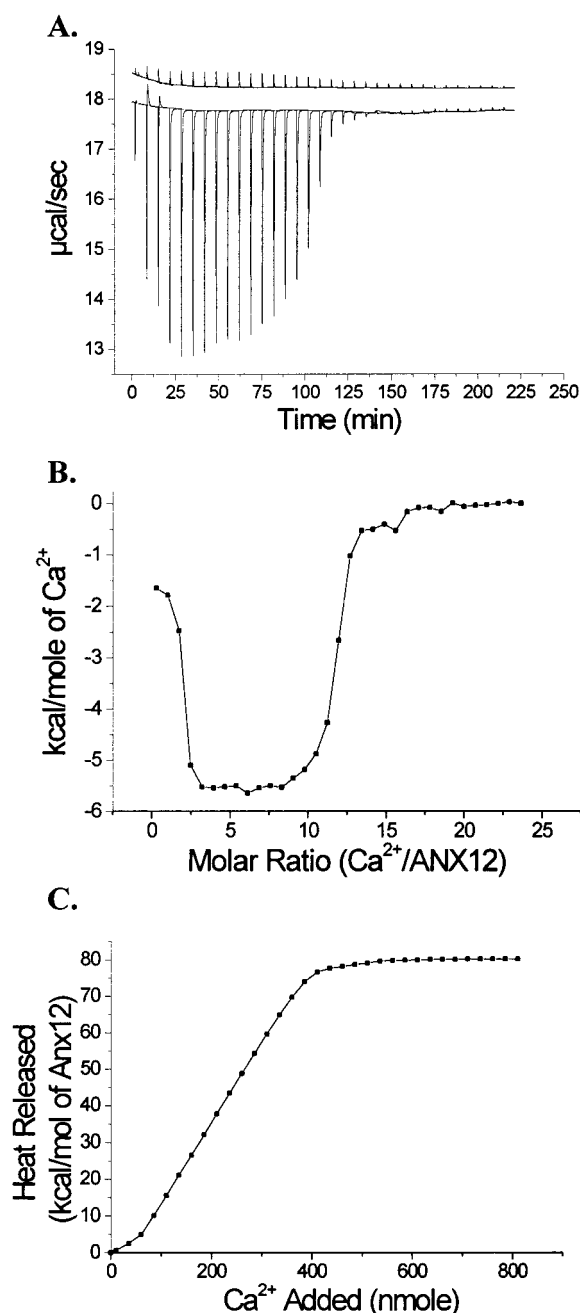 A.
19
18
17
16
15
14
13
µcal/sec
0 25 50 75 100 125 150 175 200 225 250
Time (min)
B.
0
-1
-2
-3
-4
-5
-6
kcal/mole of Ca²⁺
0 5 10 15 20 25
Molar Ratio (Ca²⁺/ANX12)
C.
80
70
60
50
40
30
20
10
0
Heat Released
(kcal/mol of Anx12)
0 200 400 600 800
Ca²⁺ Added (nmole)